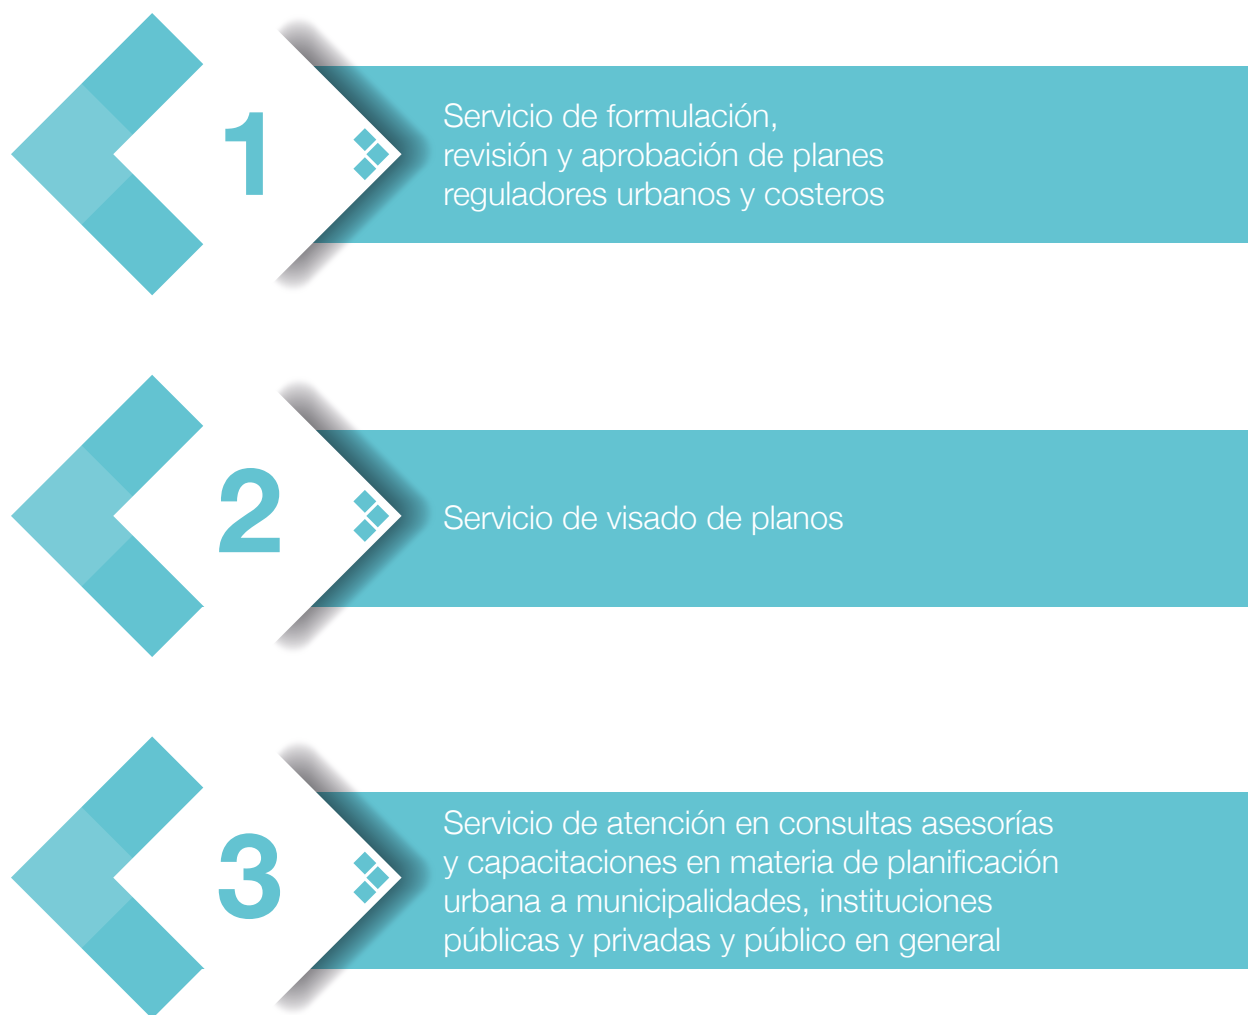 1
Servicio de formulación,
revisión y aprobación de planes
reguladores urbanos y costeros
2
Servicio de visado de planos
3
Servicio de atención en consultas asesorías
y capacitaciones en materia de planificación
urbana a municipalidades, instituciones
públicas y privadas y público en general